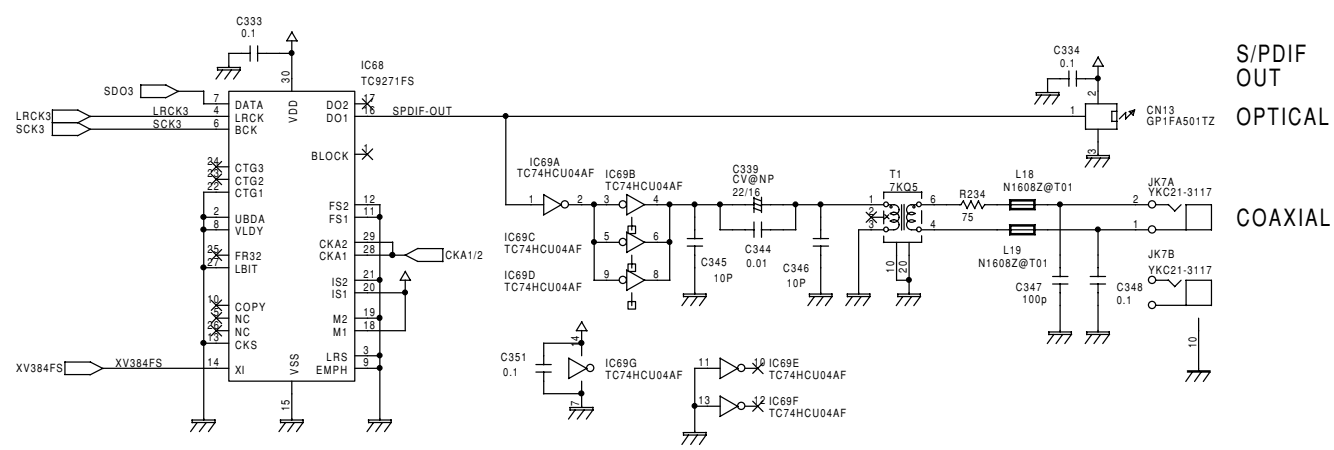 C333
0.1
30
IC68
TC9271FS
SDO3
7
DATA
VDD
DO2
17
LRCK3
LRCK3
4
LRCK
DO1
16
SPDIF-OUT
SCK3
SCK3
6
BCK
BLOCK
1
24
CTG3
23
CTG2
22
CTG1
FS2
12
2
UBDA
FS1
11
8
VLDY
CKA2
29
25
FR32
CKA1
28
CKA1/2
27
LBIT
IS2
21
IS1
20
10
COPY
5
NC
M2
19
26
NC
M1
18
13
CKS
LRS
3
XV384FS
XV384FS
14
XI
VSS
EMPH
9
15
C334
0.1
2
1
CN13
GP1FA501TZ
3
S/PDIF
OUT
OPTICAL
COAXIAL
IC69A
TC74HCU04AF
1
2
IC69B
TC74HCU04AF
3
4
IC69C
TC74HCU04AF
5
6
IC69D
TC74HCU04AF
9
8
C345
10P
C339
CV@NP
22/16
C344
0.01
C346
10P
T1
7KQ5
1
2
3
6
4
10
20
R234
75
L18
N1608Z@T01
L19
N1608Z@T01
C347
100p
C348
0.1
JK7A
YKC21-3117
2
1
JK7B
YKC21-3117
10
C351
0.1
14
IC69G
TC74HCU04AF
7
11
10
IC69E
TC74HCU04AF
13
12
IC69F
TC74HCU04AF